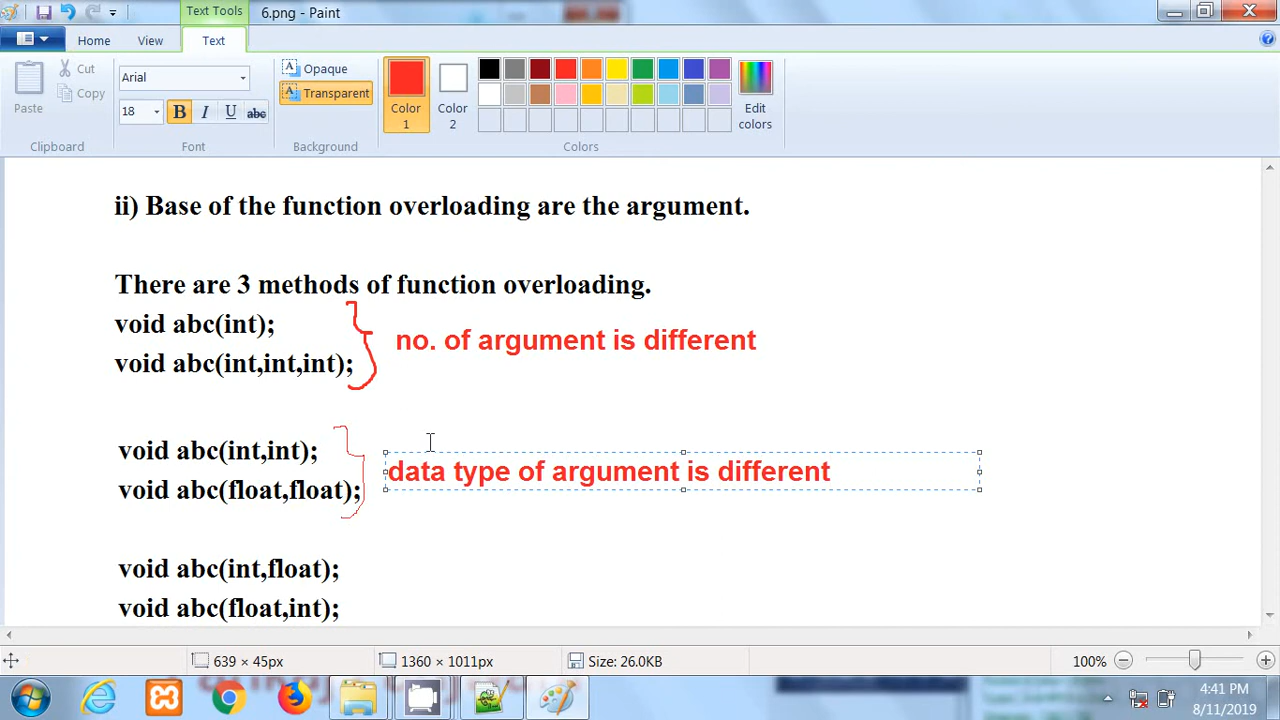 Text Tools
6.png - Paint
Home
View
Text
Cut
Copy
Paste
Clipboard
Arial
18
B
I
U
abc
Font
Opaque
Transparent
Background
Color
1
Color
2
Edit
colors
Colors
ii) Base of the function overloading are the argument.
There are 3 methods of function overloading.
void abc(int);
no. of argument is different
void abc(int,int,int);
void abc(int,int);
data type of argument is different
void abc(float,float);
void abc(int,float);
void abc(float,int);
639 × 45px
1360 × 1011px
Size: 26.0KB
100%
4:41 PM
8/11/2019